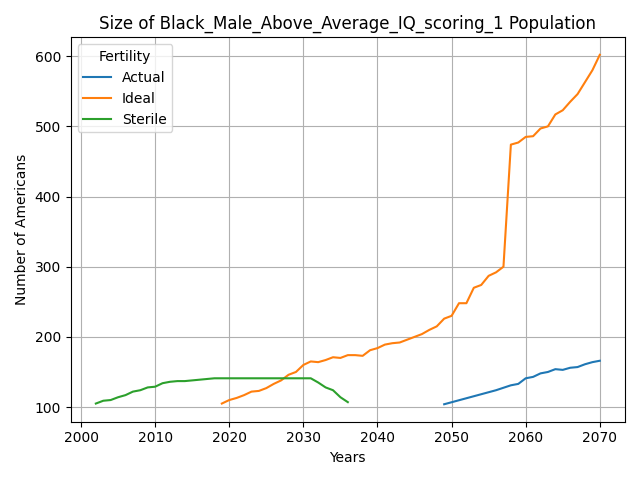 Size of Black_Male_Above_Average_IQ_scoring_1 Population
Fertility
Actual
Ideal
Sterile
Number of Americans
600
500
400
300
200
100
2000 2010 2020 2030 2040 2050 2060 2070
Years